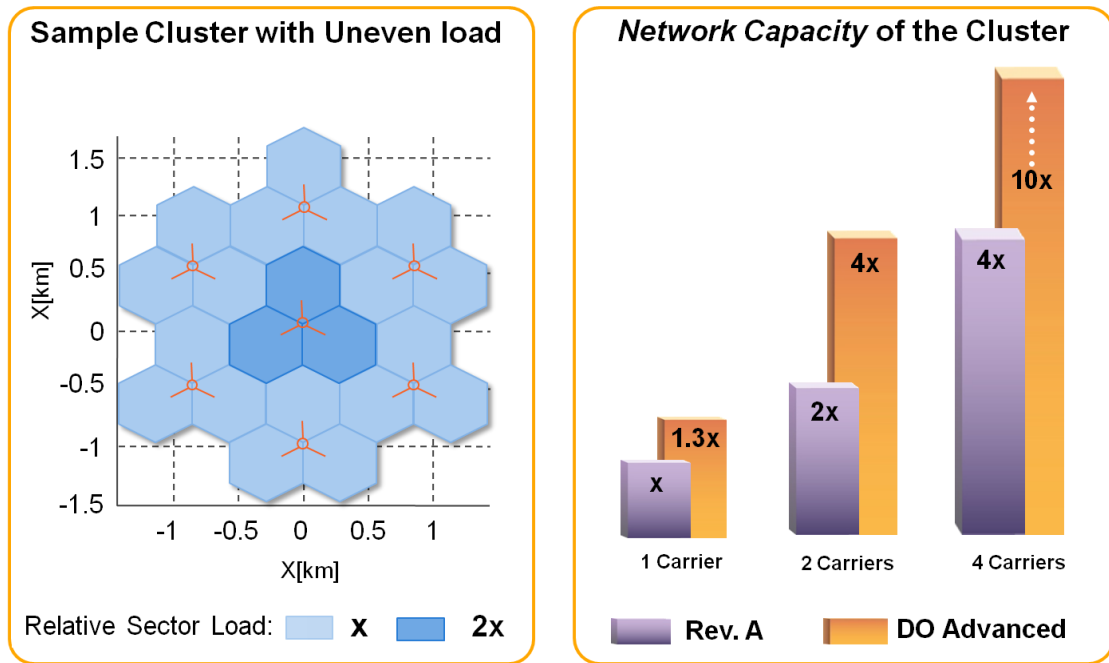 Sample Cluster with Uneven load
X[km]
1.5
1
0.5
0
-0.5
-1
-1.5
-1 -0.5 0 0.5 1
X[km]
Relative Sector Load: x 2x
Network Capacity of the Cluster
10x
4x
4x
2x
1.3x
x
1 Carrier 2 Carriers 4 Carriers
Rev. A DO Advanced